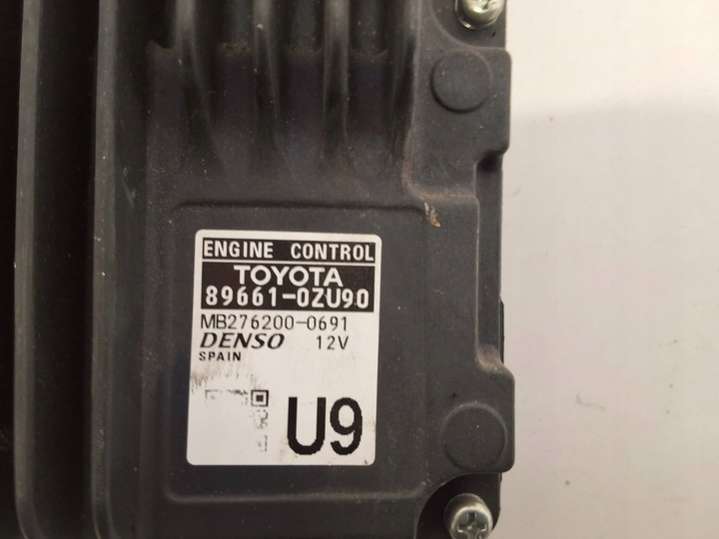 ENGINE CONTROL
TOYOTA
89661-0ZU90
MB276200-0691
DENSO 12V
SPAIN
U9